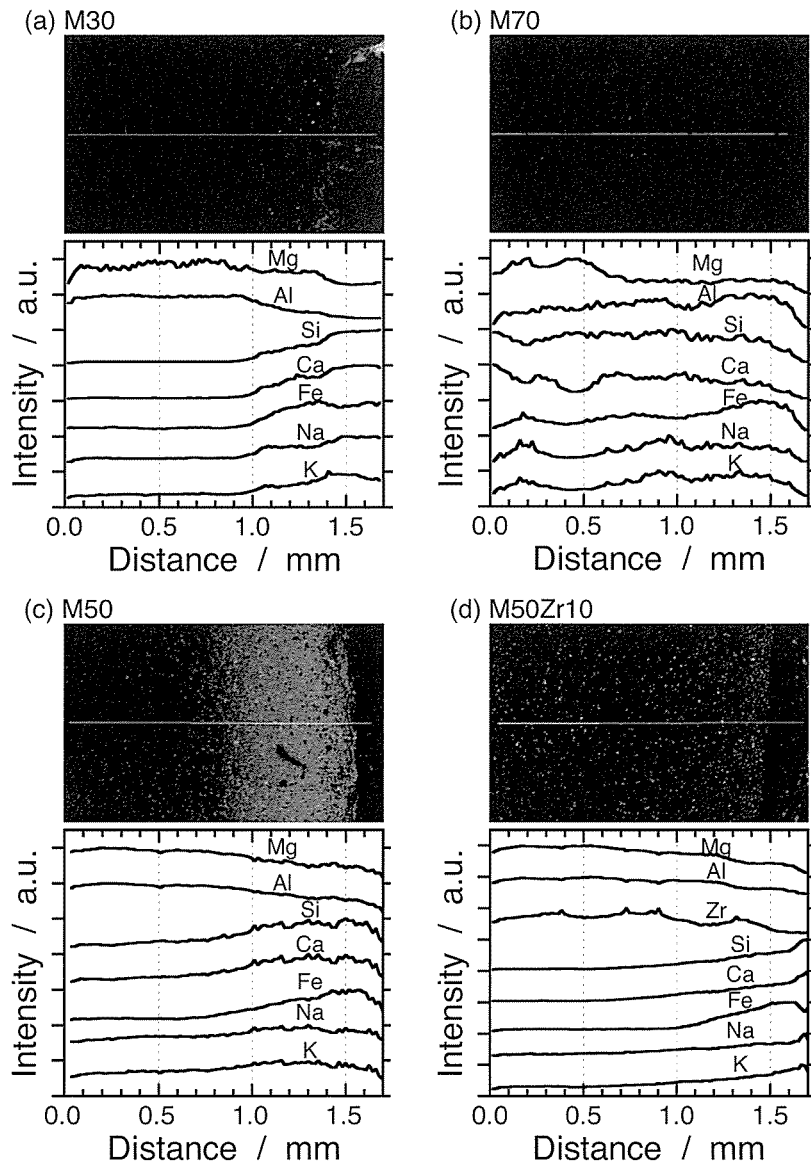 (a) M30
Mg
Al
Si
Ca
Fe
Na
K
Intensity / a.u.
0.0 0.5 1.0 1.5
Distance / mm
(b) M70
Mg
Al
Si
Ca
Fe
Na
K
Intensity / a.u.
0.0 0.5 1.0 1.5
Distance / mm
(c) M50
Mg
Al
Si
Ca
Fe
Na
K
Intensity / a.u.
0.0 0.5 1.0 1.5
Distance / mm
(d) M50Zr10
Mg
Al
Zr
Si
Ca
Fe
Na
K
Intensity / a.u.
0.0 0.5 1.0 1.5
Distance / mm